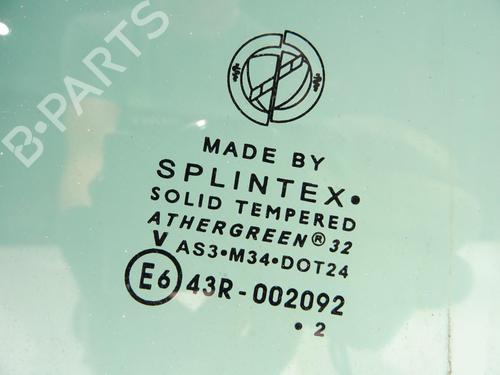 B-PARTS
MADE BY
SPLINTEX•
SOLID TEMPERED
ATHERGREEN® 32
V AS3•M34•DOT24
E6 43R-002092
• 2